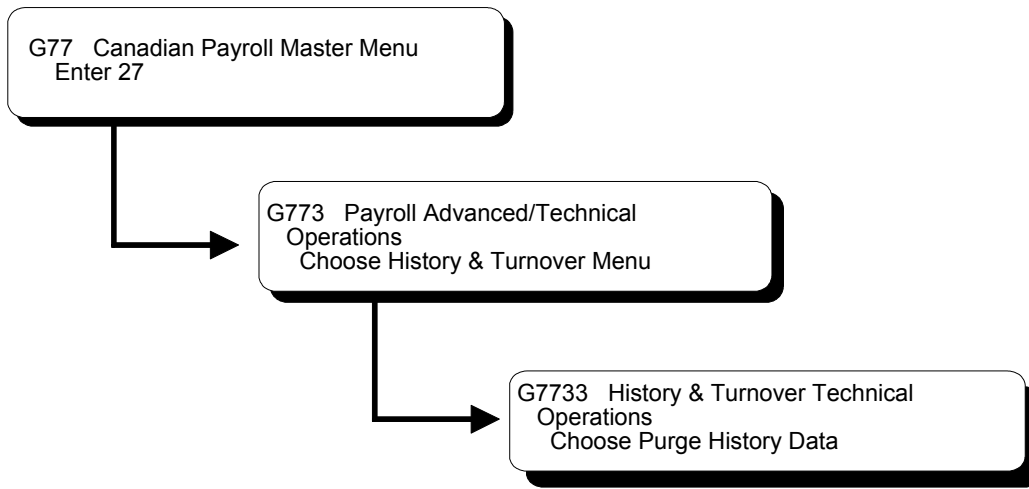 G77 Canadian Payroll Master Menu
Enter 27
G773 Payroll Advanced/Technical
Operations
Choose History & Turnover Menu
G7733 History & Turnover Technical
Operations
Choose Purge History Data